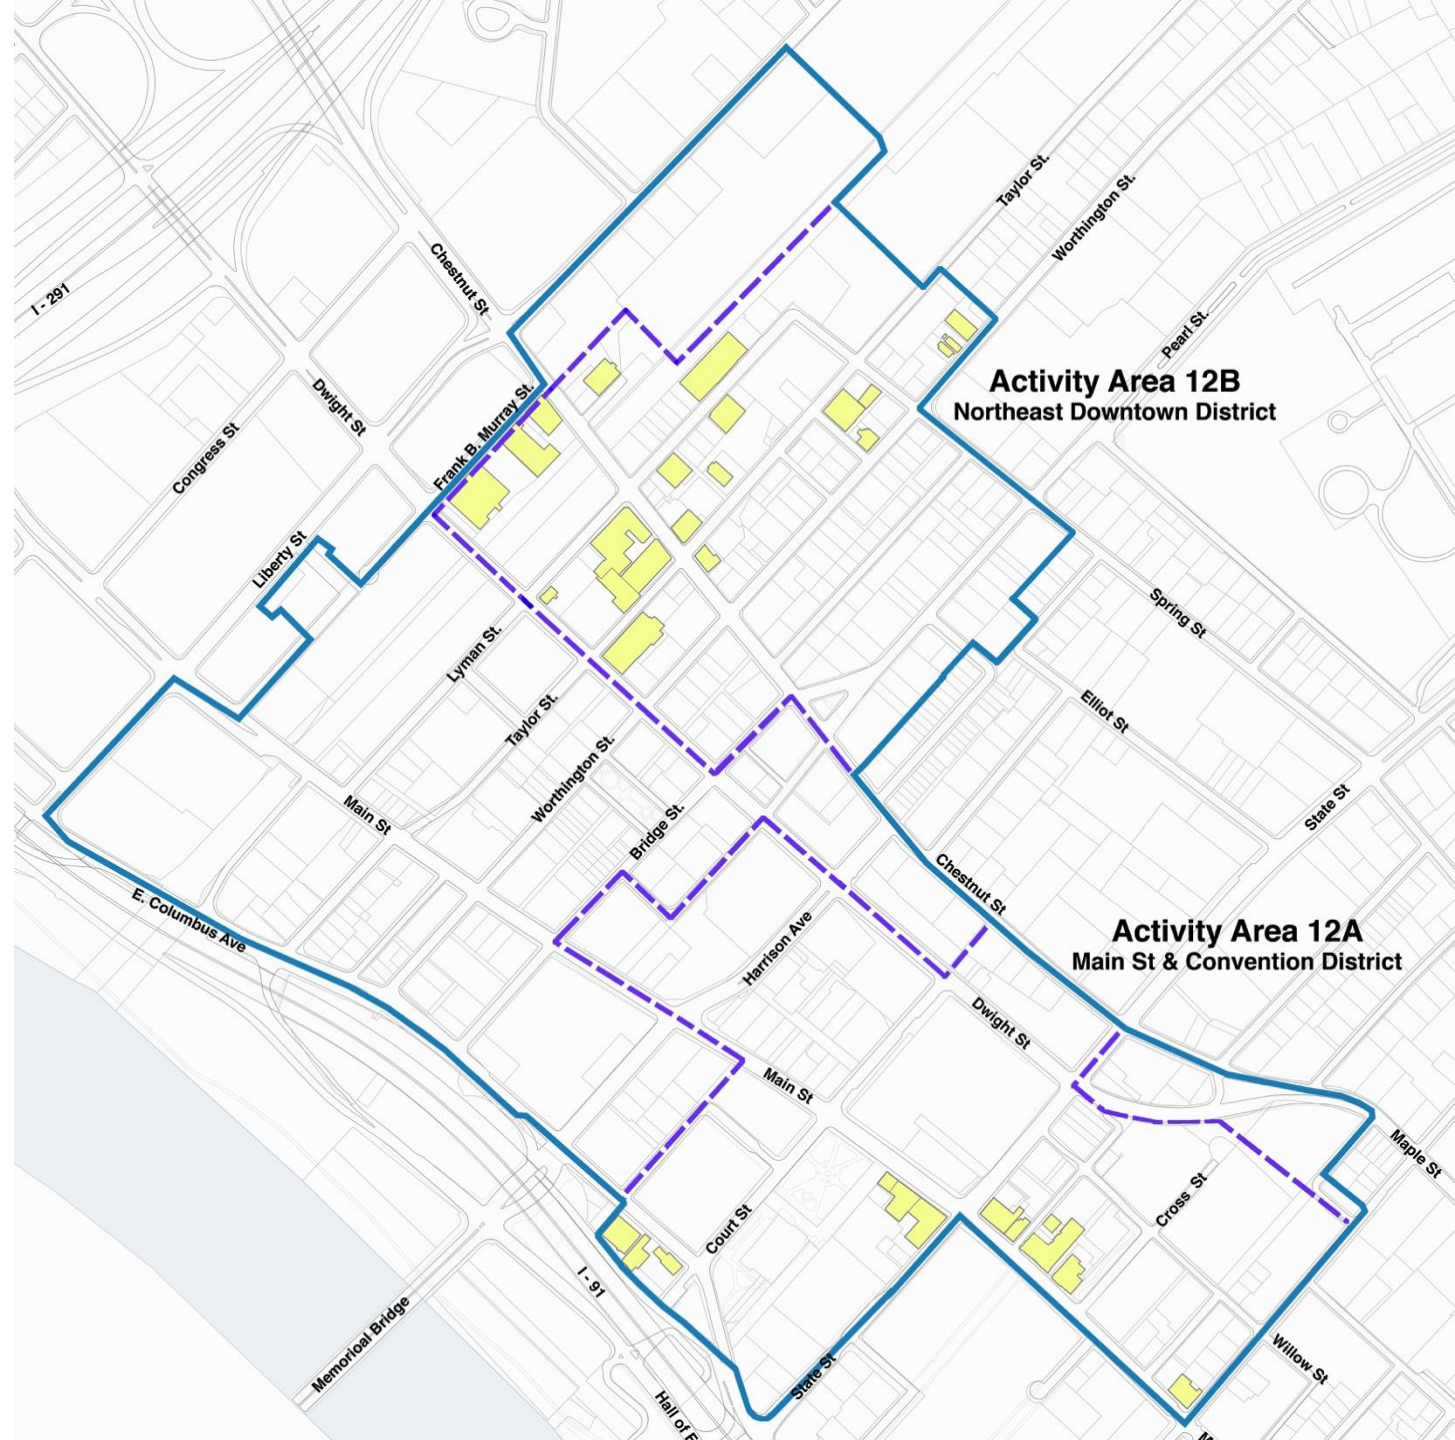 Taylor St.
Worthington St.
Chestnut St
I - 291
Pearl St.
Activity Area 12B
Northeast Downtown District
Dwight St
Frank B. Murray St.
Congress St
Liberty St
Spring St
Lyman St.
Elliot St
Taylor St.
Worthington St.
State St
Main St
Bridge St.
Chestnut St
E. Columbus Ave
Activity Area 12A
Main St & Convention District
Harrison Ave
Dwight St
Main St
Maple St
Cross St
Court St
I - 91
Memorioal Bridge
Willow St
State St
Hall of